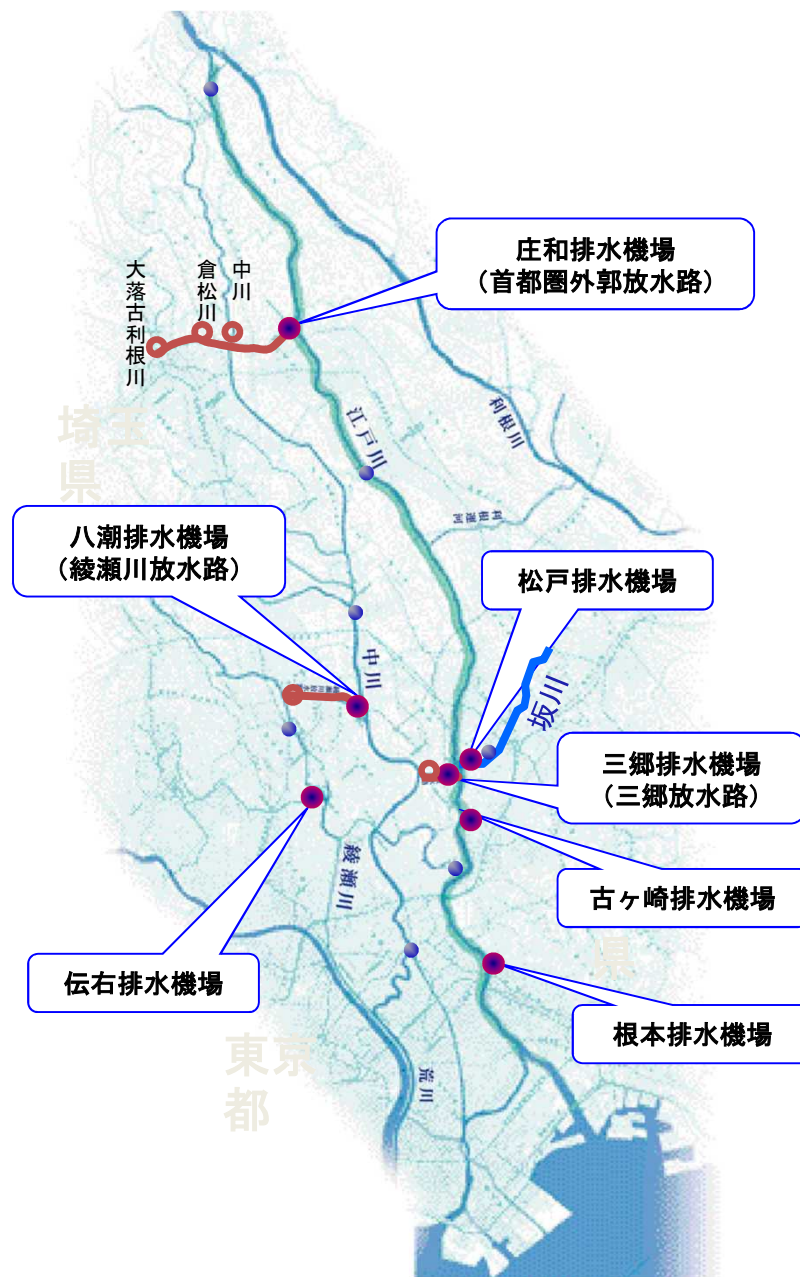 庄和排水機場
（首都圏外郭放水路）
中川
倉松川
大落古利根川
利根川
江戸川
埼玉
県
利根運河
八潮排水機場
（綾瀬川放水路）
松戸排水機場
中川
坂川
三郷排水機場
（三郷放水路）
古ヶ崎排水機場
綾瀬川
県
伝右排水機場
根本排水機場
東京
都
荒川